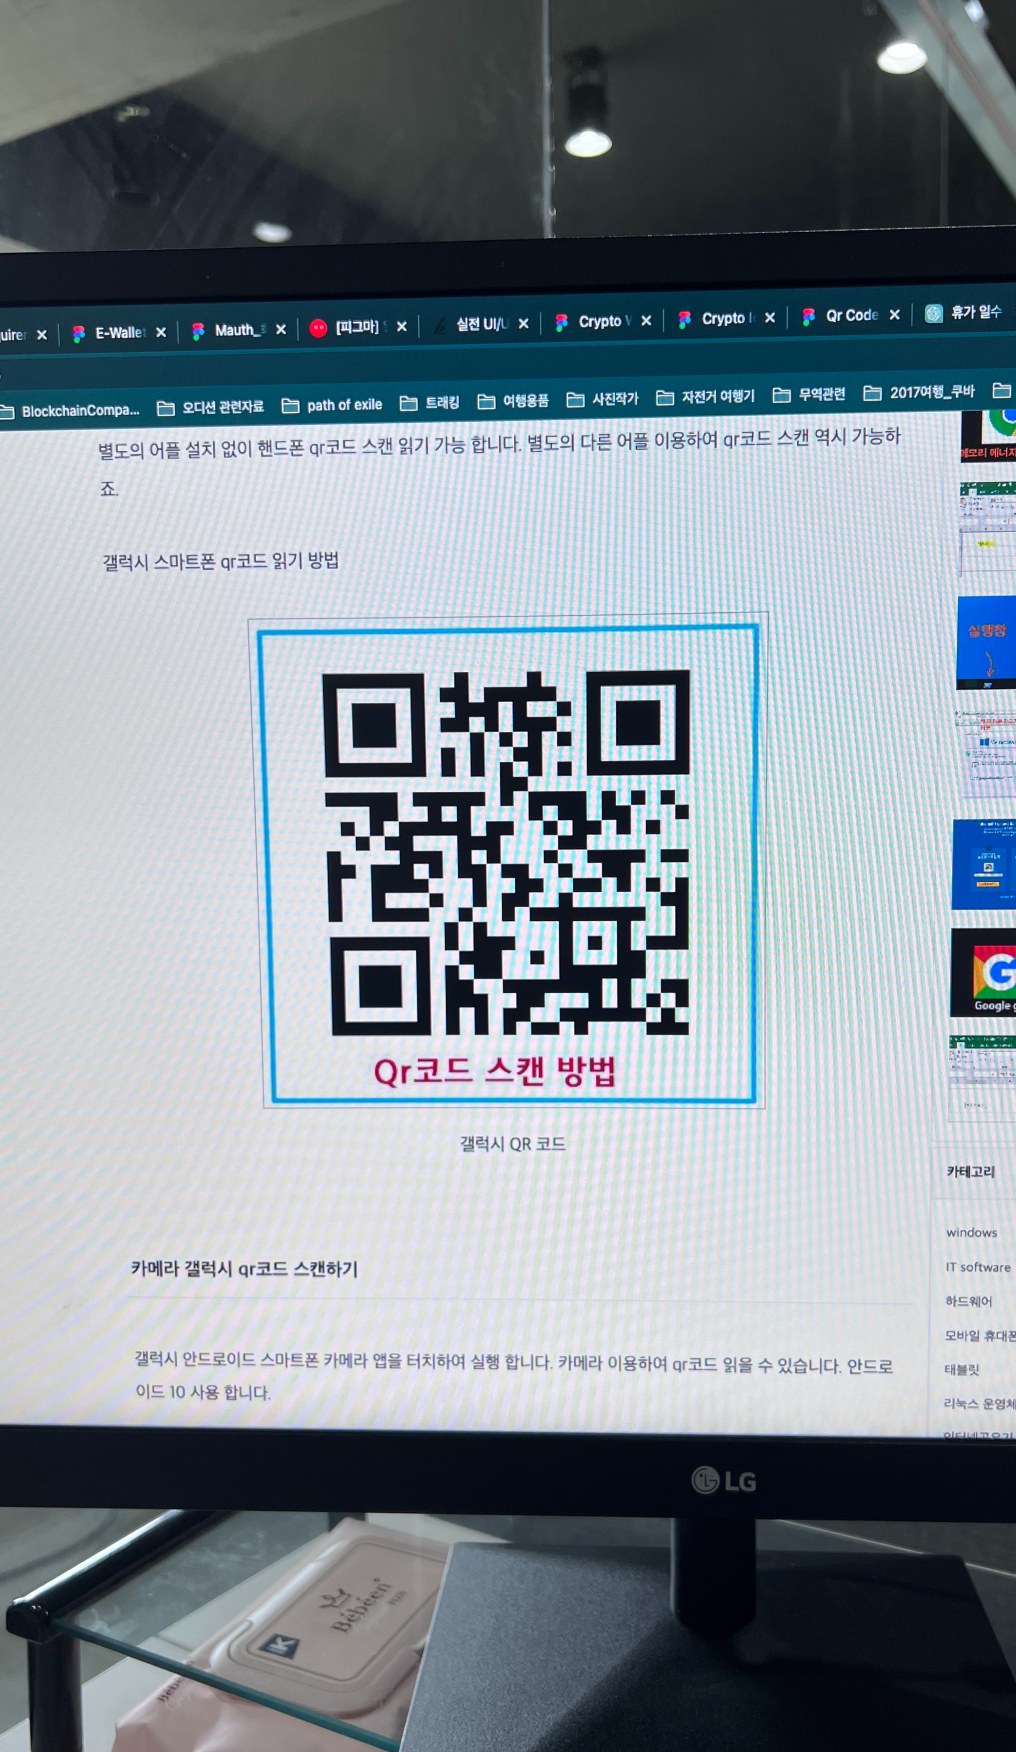 E-Wallet
Mauth_
[피그마]
실전 UI/U
Crypto
Crypto
Qr Code
휴가 일수
BlockchainCompa...
오디션 관련자료
path of exile
트래킹
여행용품
사진작가
자전거 여행기
무역관련
2017여행_쿠바
별도의 어플 설치 없이 핸드폰 qr코드 스캔 읽기 가능 합니다. 별도의 다른 어플 이용하여 qr코드 스캔 역시 가능하
죠.
갤럭시 스마트폰 qr코드 읽기 방법
Qr코드 스캔 방법
갤럭시 QR 코드
카메라 갤럭시 qr코드 스캔하기
갤럭시 안드로이드 스마트폰 카메라 앱을 터치하여 실행 합니다. 카메라 이용하여 qr코드 읽을 수 있습니다. 안드로
이드 10 사용 합니다.
메모리 메너지
실행창
Google
카테고리
windows
IT software
하드웨어
모바일 휴대폰
태블릿
리눅스 운영체
LG
Bébéen
K